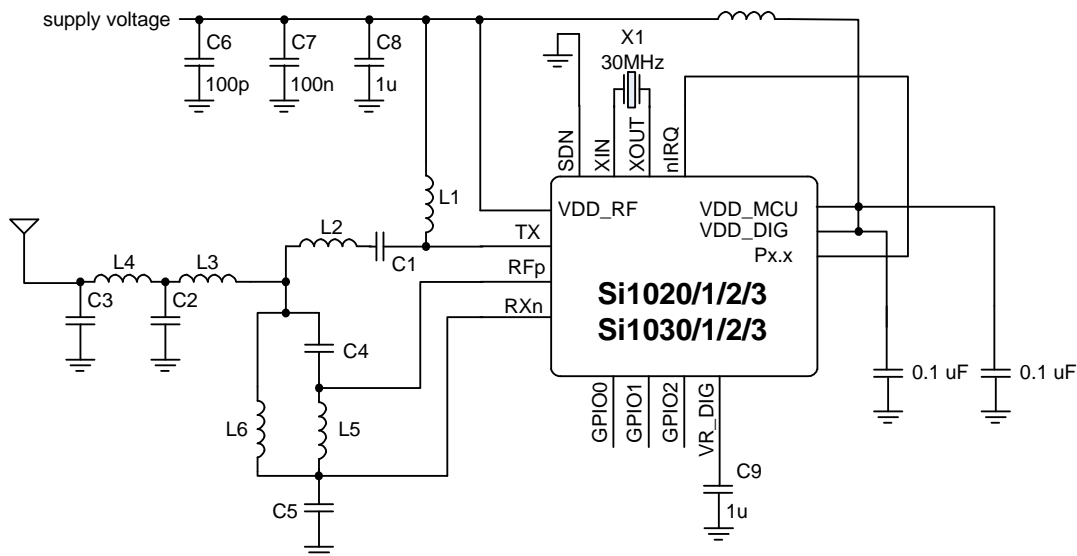 supply voltage
C6
C7
C8
100p
100n
1u
X1
30MHz
SDN
XIN
XOUT
nIRQ
L1
VDD_RF
VDD_MCU
VDD_DIG
Px.x
TX
RFp
RXn
L2
C1
L4
L3
C3
C2
Si1020/1/2/3
Si1030/1/2/3
C4
L6
L5
C5
0.1 uF
0.1 uF
GPIO0
GPIO1
GPIO2
VR_DIG
C9
1u